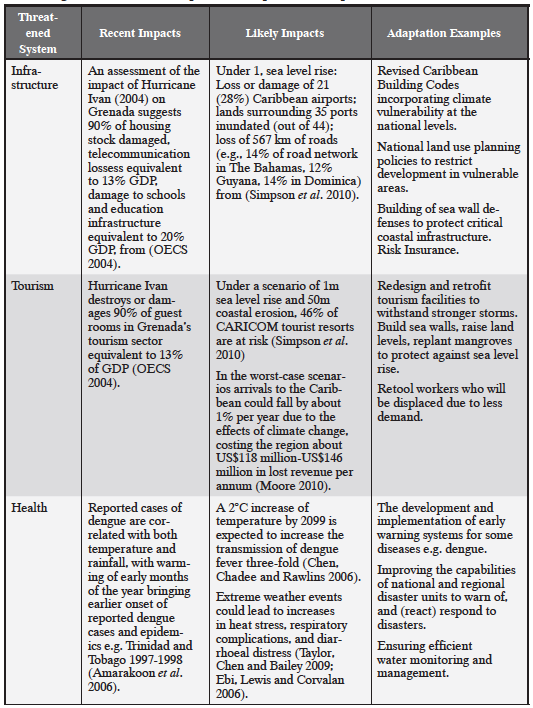 Threat-
ened
System
Recent Impacts
Likely Impacts
Adaptation Examples
Infra-
structure
An assessment of the
impact of Hurricane
Ivan (2004) on
Grenada suggests
90% of housing
stock damaged,
telecommunication
lossess equivalent
to 13% GDP,
damage to schools
and education
infrastructure
equivalent to 20%
GDP, from (OECS
2004).
Under 1, sea level rise:
Loss or damage of 21
(28%) Caribbean airports;
lands surrounding 35 ports
inundated (out of 44);
loss of 567 km of roads
(e.g., 14% of road network
in The Bahamas, 12%
Guyana, 14% in Dominica)
from (Simpson et al. 2010).
Revised Caribbean
Building Codes
incorporating climate
vulnerability at the
national levels.
National land use planning
policies to restrict
development in vulnerable
areas.
Building of sea wall de-
fenses to protect critical
coastal infrastructure.
Risk Insurance.
Tourism
Hurricane Ivan
destroys or dam-
ages 90% of guest
rooms in Grenada's
tourism sector
equivalent to 13%
of GDP (OECS
2004).
Under a scenario of 1m
sea level rise and 50m
coastal erosion, 46% of
CARICOM tourist resorts
are at risk (Simpson et al.
2010)
In the worst-case scenar-
ios arrivals to the Carib-
bean could fall by about
1% per year due to the
effects of climate change,
costing the region about
US$118 million-US$146
million in lost revenue per
annum (Moore 2010).
Redesign and retrofit
tourism facilities to
withstand stronger storms.
Build sea walls, raise land
levels, replant mangroves
to protect against sea level
rise.
Retool workers who will
be displaced due to less
demand.
Health
Reported cases of
dengue are cor-
related with both
temperature and
rainfall, with warm-
ing of early months
of the year bringing
earlier onset of
reported dengue
cases and epidem-
ics e.g. Trinidad and
Tobago 1997-1998
(Amarakoon et al.
2006).
A 2°C increase of
temperature by 2099 is
expected to increase the
transmission of dengue
fever three-fold (Chen,
Chadee and Rawlins 2006).
Extreme weather events
could lead to increases
in heat stress, respiratory
complications, and diar-
rhoeal distress (Taylor,
Chen and Bailey 2009;
Ebi, Lewis and Corvalan
2006).
The development and
implementation of early
warning systems for some
diseases e.g. dengue.
Improving the capabilities
of national and regional
disaster units to warn of,
and (react) respond to
disasters.
Ensuring efficient
water monitoring and
management.